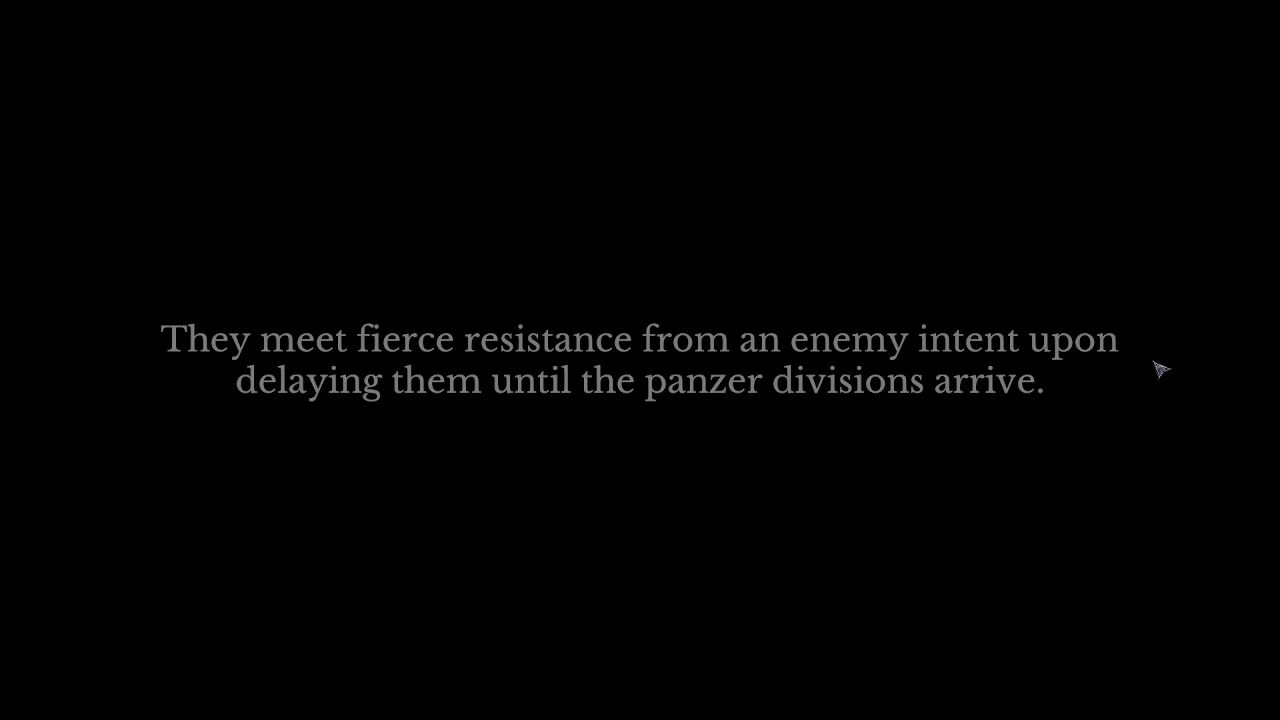 They meet fierce resistance from an enemy intent upon
delaying them until the panzer divisions arrive.